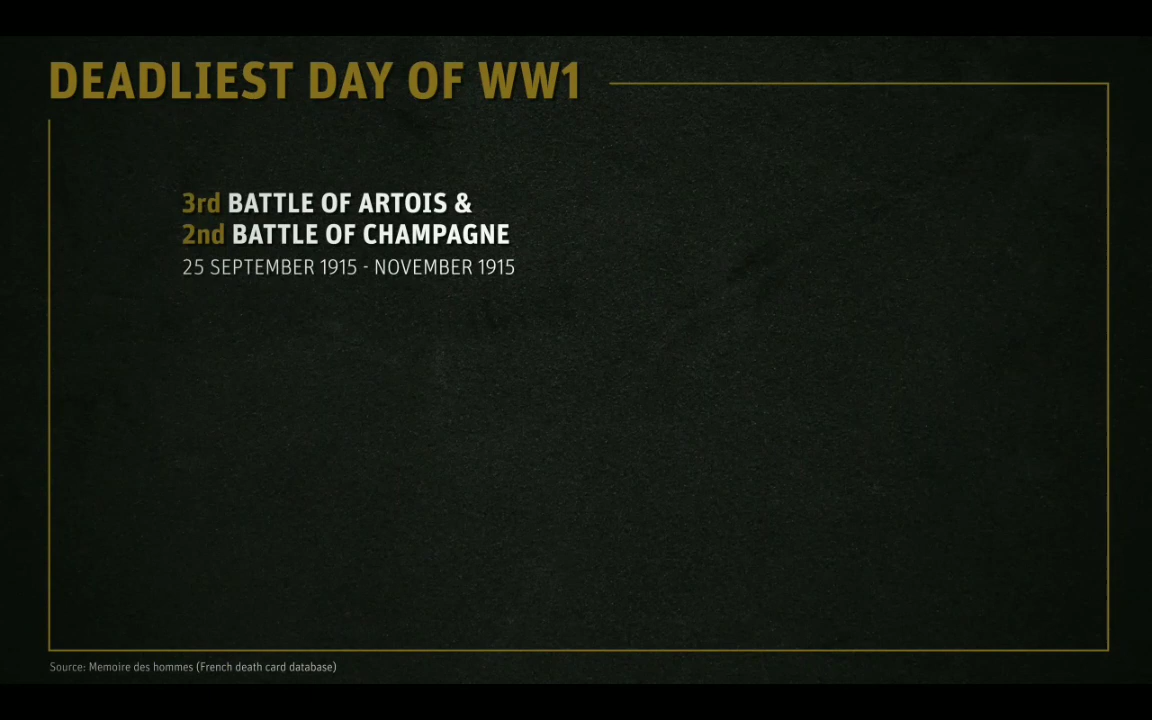 DEADLIEST DAY OF WW1
3rd BATTLE OF ARTOIS &
2nd BATTLE OF CHAMPAGNE
25 SEPTEMBER 1915 - NOVEMBER 1915
Source: Memoire des hommes (French death card database)